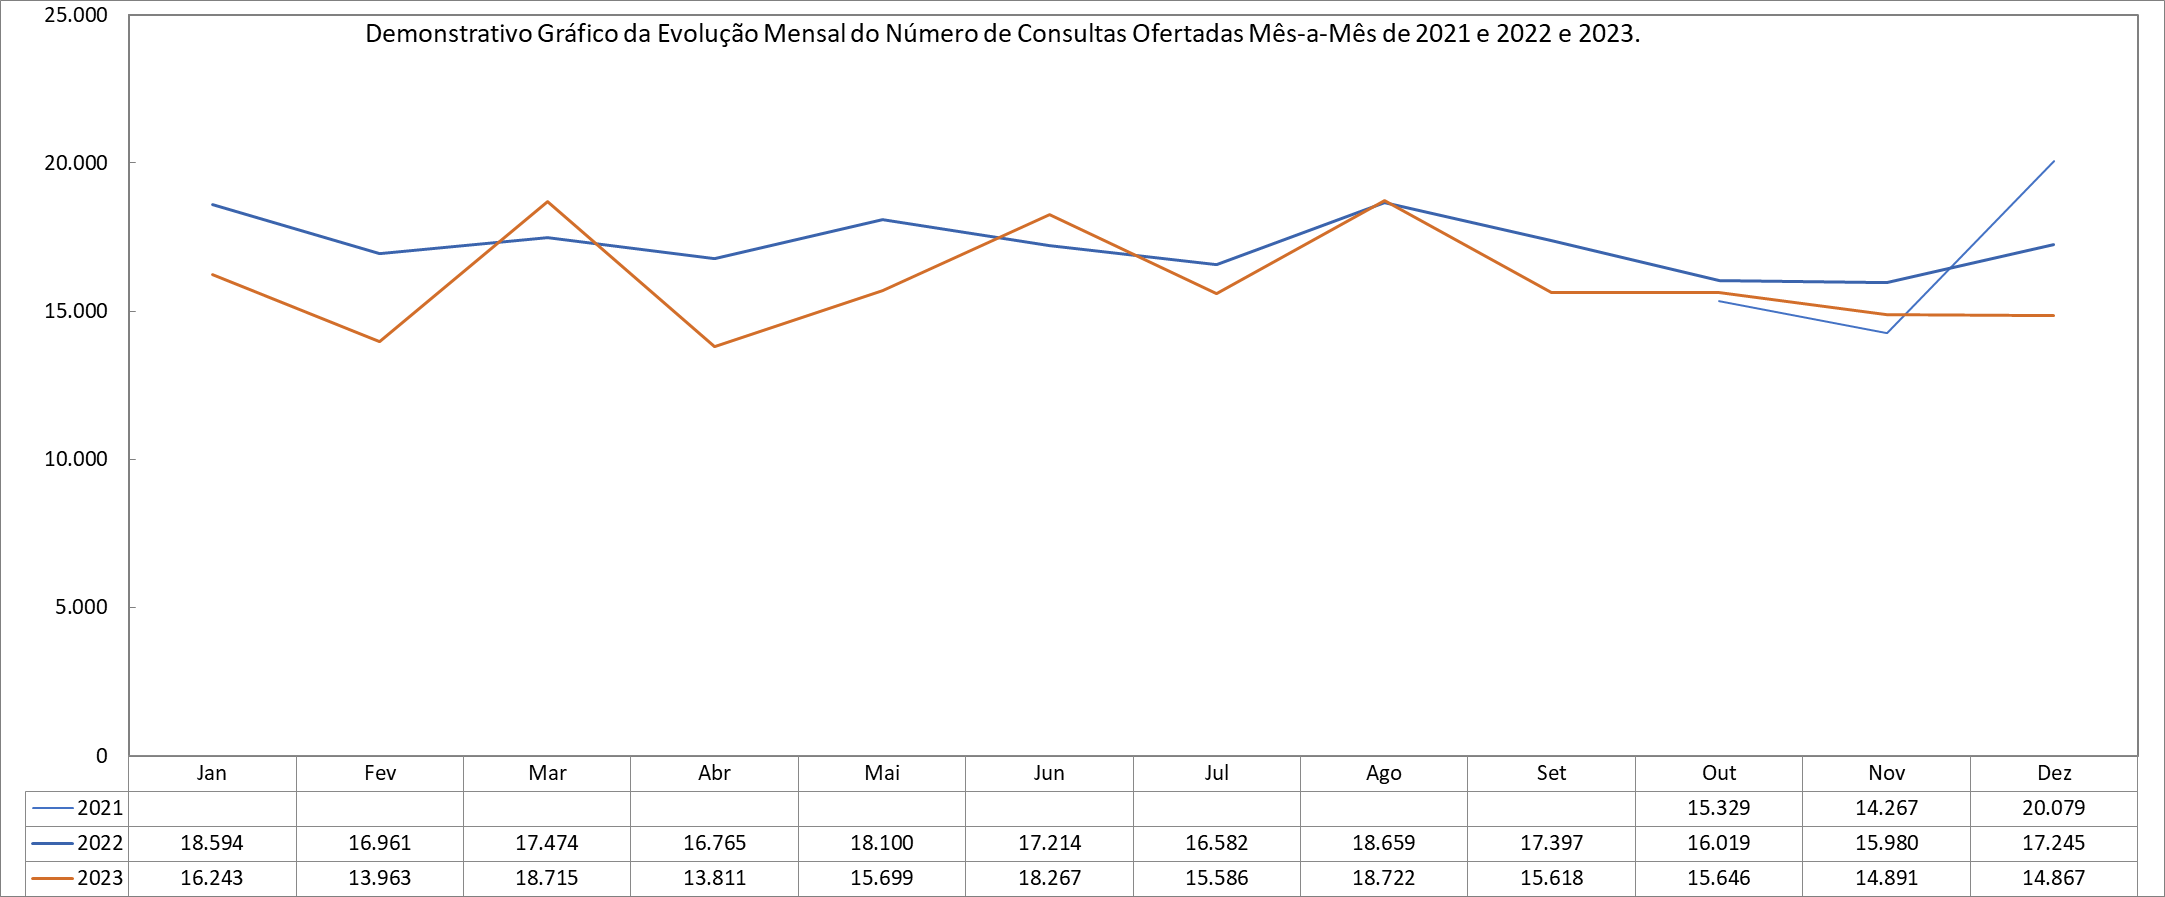 Demonstrativo Gráfico da Evolução Mensal do Número de Consultas Ofertadas Mês-a-Mês de 2021 e 2022 e 2023.
25.000
20.000
15.000
10.000
5.000
0
Jan Fev Mar Abr Mai Jun Jul Ago Set Out Nov Dez
2021 15.329 14.267 20.079
2022 18.594 16.961 17.474 16.765 18.100 17.214 16.582 18.659 17.397 16.019 15.980 17.245
2023 16.243 13.963 18.715 13.811 15.699 18.267 15.586 18.722 15.618 15.646 14.891 14.867